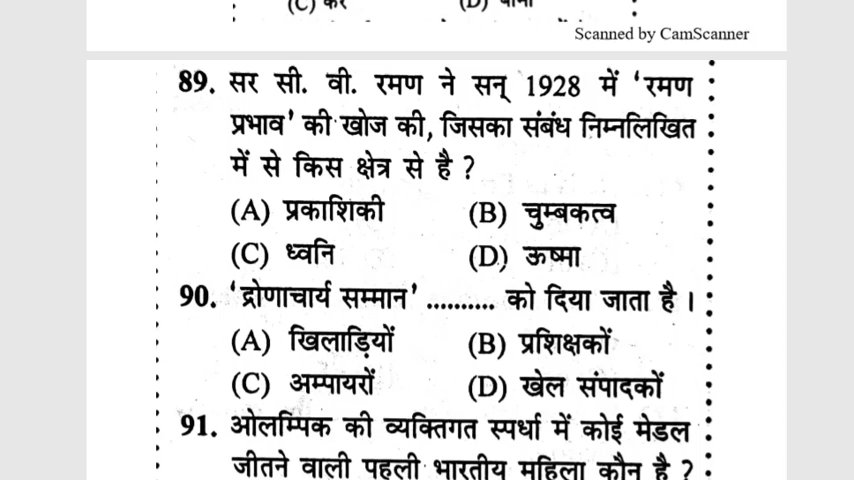 (C) कर (D) बीमा
Scanned by CamScanner
89. सर सी. वी. रमण ने सन् 1928 में 'रमण
प्रभाव' की खोज की, जिसका संबंध निम्नलिखित
में से किस क्षेत्र से है ?
(A) प्रकाशिकी (B) चुम्बकत्व
(C) ध्वनि (D) ऊष्मा
90. 'द्रोणाचार्य सम्मान' .......... को दिया जाता है ।
(A) खिलाड़ियों (B) प्रशिक्षकों
(C) अम्पायरों (D) खेल संपादकों
91. ओलम्पिक की व्यक्तिगत स्पर्धा में कोई मेडल
जीतने वाली पहली भारतीय महिला कौन है ?